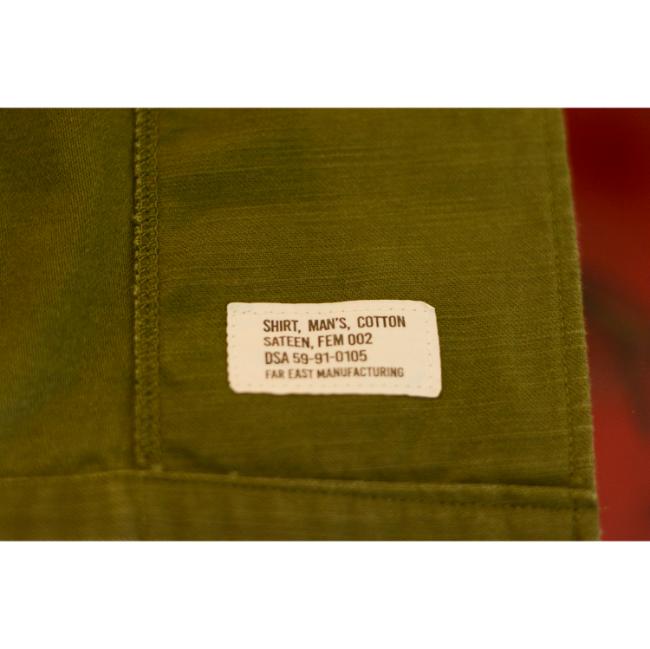 SHIRT, MAN'S, COTTON
SATEEN, FEM 002
DSA 59-91-0105
FAR EAST MANUFACTURING